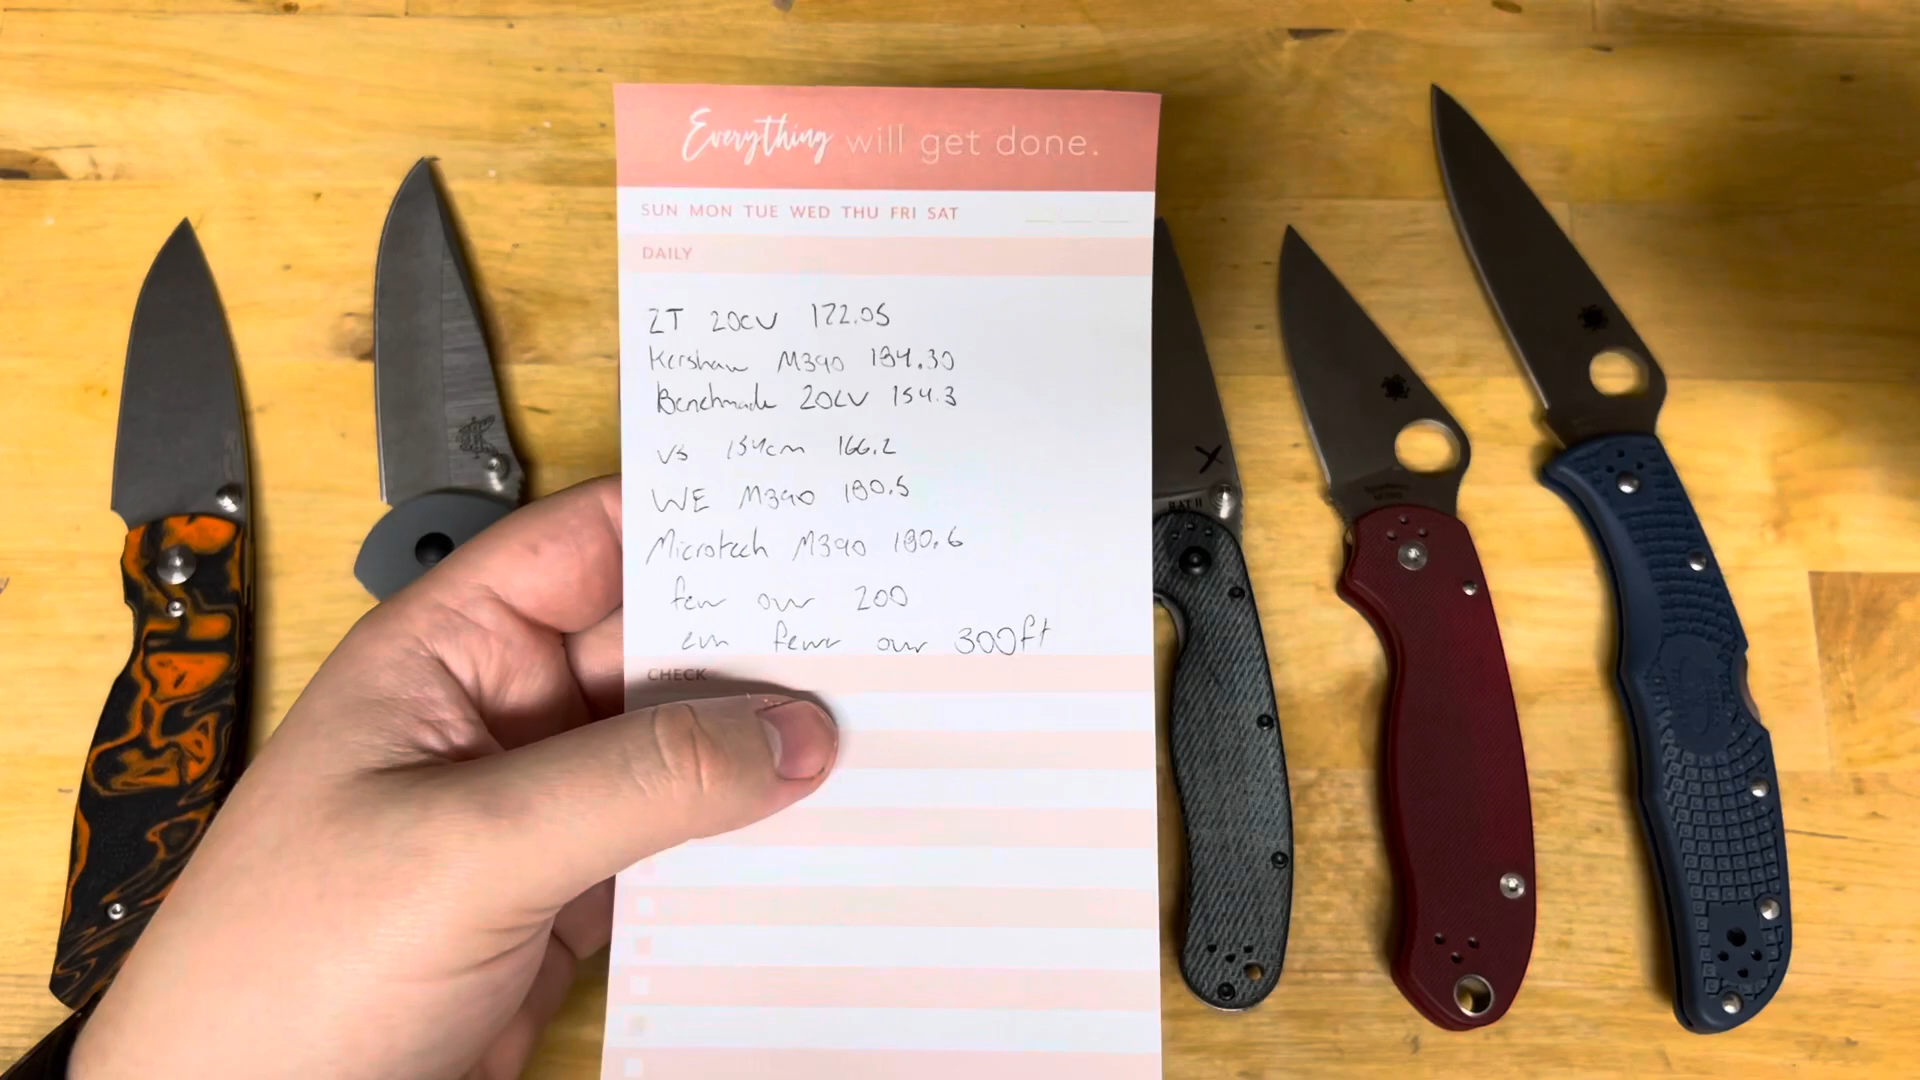 Everything will get done.
SUN MON TUE WED THU FRI SAT
DAILY
ZT 20CV 172.05
Kershaw M390 184.30
Benchmade 20CV 154.3
vs 154cm 166.2
WE M390 180.5
Microtech M390 180.6
few over 200
even fewer over 300ft
CHECK
RAT II